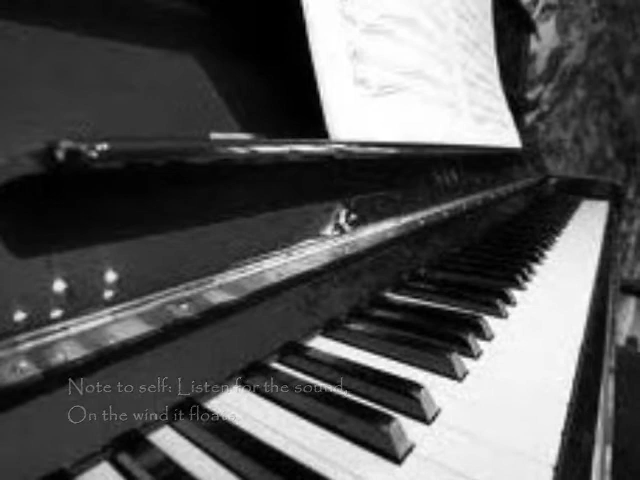 Note to self: Listen for the sound,
On the wind it floats.